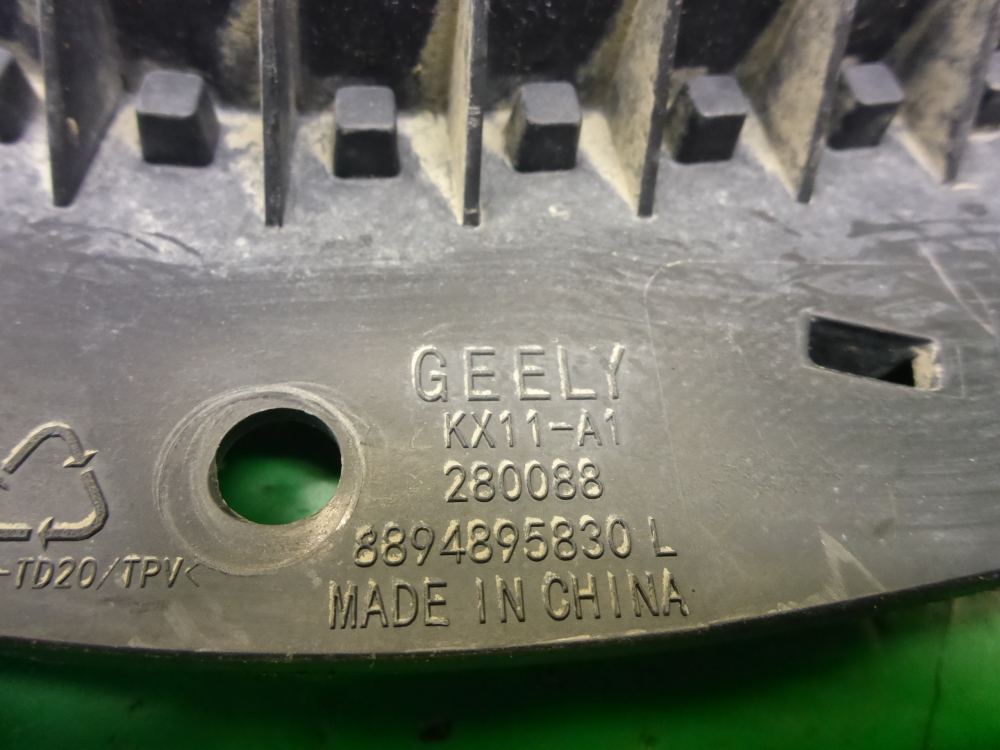 GEELY
KX11-A1
280088
8894895830 L
MADE IN CHINA
-TD20/TPV<